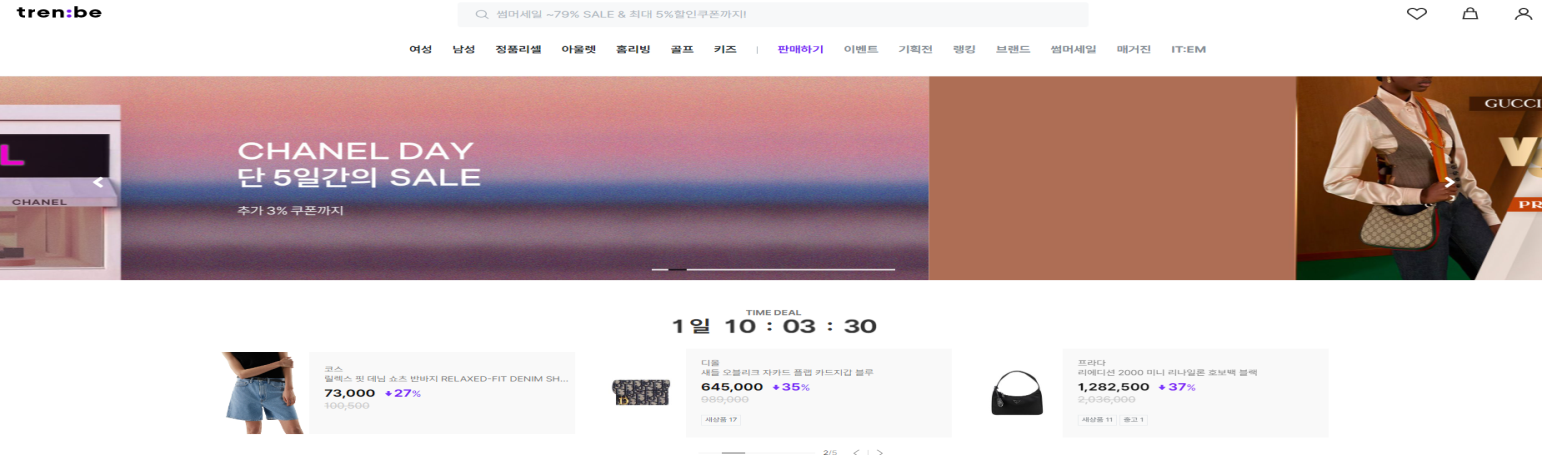 tren:be
썸머세일 ~79% SALE & 최대 5%할인쿠폰까지!
여성 남성 정품리셀 아울렛 홈리빙 골프 키즈 | 판매하기 이벤트 기획전 랭킹 브랜드 썸머세일 매거진 IT:EM
L
CHANEL
CHANEL DAY
단 5일간의 SALE
추가 3% 쿠폰까지
GUCCI
V
PR
TIME DEAL
1일 10 : 03 : 30
코스
릴렉스 핏 데님 쇼츠 반바지 RELAXED-FIT DENIM SH...
73,000 27%
100,500
디올
새들 오블리크 자카드 플랩 카드지갑 블루
645,000 35%
980,000
새상품 17
프라다
리에디션 2000 미니 리나일론 호보백 블랙
1,282,500 37%
2,036,000
새상품 11 중고 1
2/5